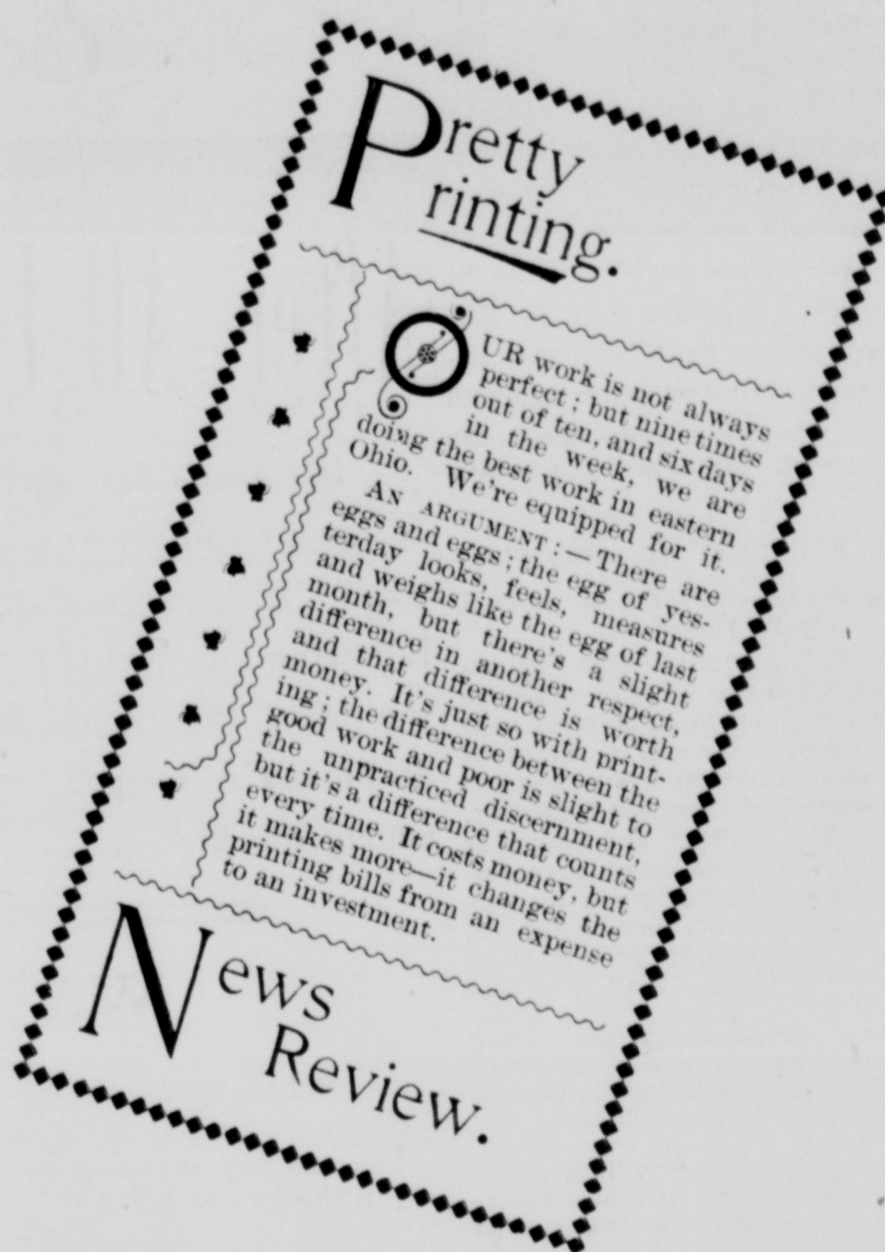 Pretty
rinting.
OUR work is not always
perfect; but nine times
out of ten, and six days
in the week, we are
doing the best work in eastern
Ohio. We're equipped for it.
AN ARGUMENT:—There are
eggs and eggs; the egg of yes-
terday looks, feels, measures
and weighs like the egg of last
month, but there's a slight
difference in another respect,
and that difference is worth
money. It's just so with print-
ing; the difference between the
good work and poor is slight to
the unpracticed discernment,
but it's a difference that counts
every time. It costs money, but
it makes more—it changes the
printing bills from an expense
to an investment.
News
Review.